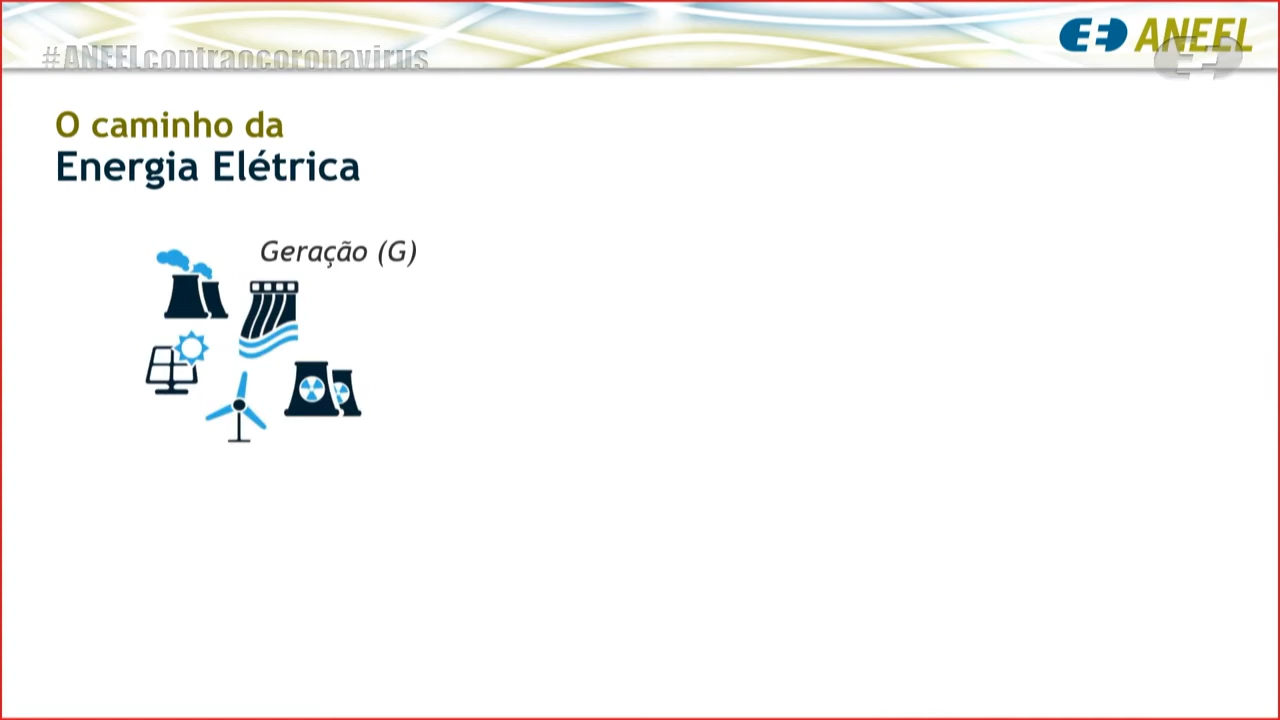 #ANEELcontraocoronavirus
ANEEL
O caminho da
Energia Elétrica
Geração (G)